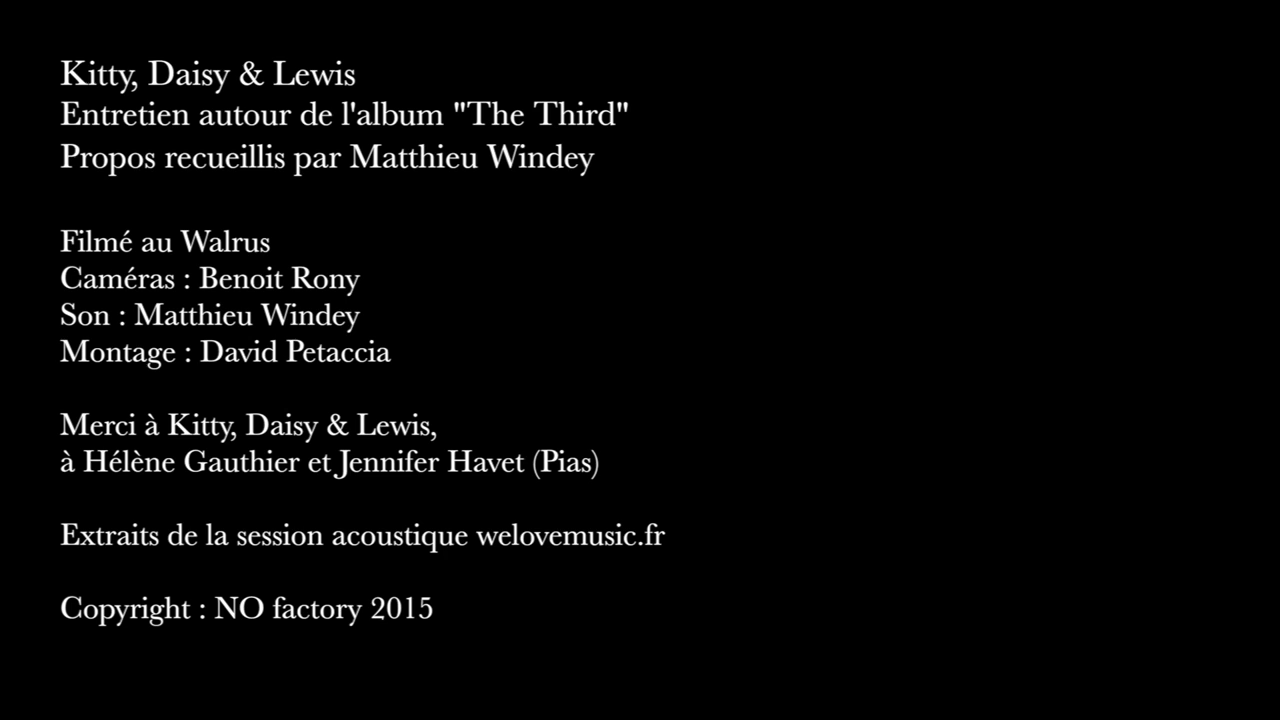 Kitty, Daisy & Lewis
Entretien autour de l'album "The Third"
Propos recueillis par Matthieu Windey
Filmé au Walrus
Caméras : Benoit Rony
Son : Matthieu Windey
Montage : David Petaccia
Merci à Kitty, Daisy & Lewis,
à Hélène Gauthier et Jennifer Havet (Pias)
Extraits de la session acoustique welovemusic.fr
Copyright : NO factory 2015